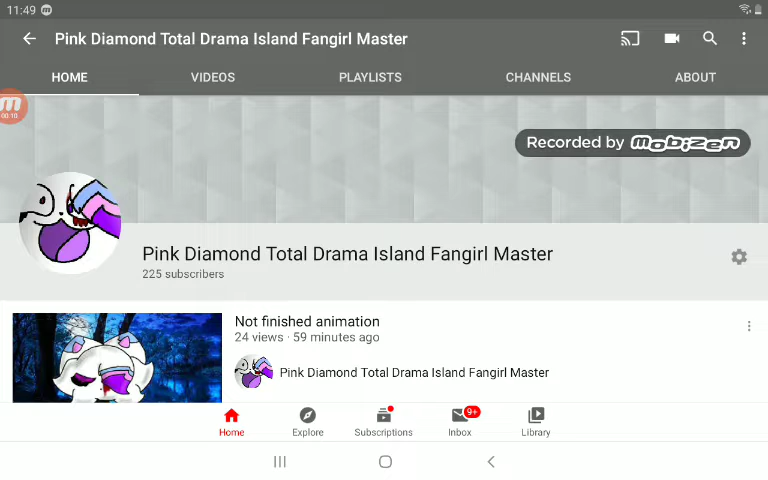 11:49
Pink Diamond Total Drama Island Fangirl Master
HOME VIDEOS PLAYLISTS CHANNELS ABOUT
00:10
Recorded by mobizen
Pink Diamond Total Drama Island Fangirl Master
225 subscribers
Not finished animation
24 views · 59 minutes ago
Pink Diamond Total Drama Island Fangirl Master
9+
Home Explore Subscriptions Inbox Library